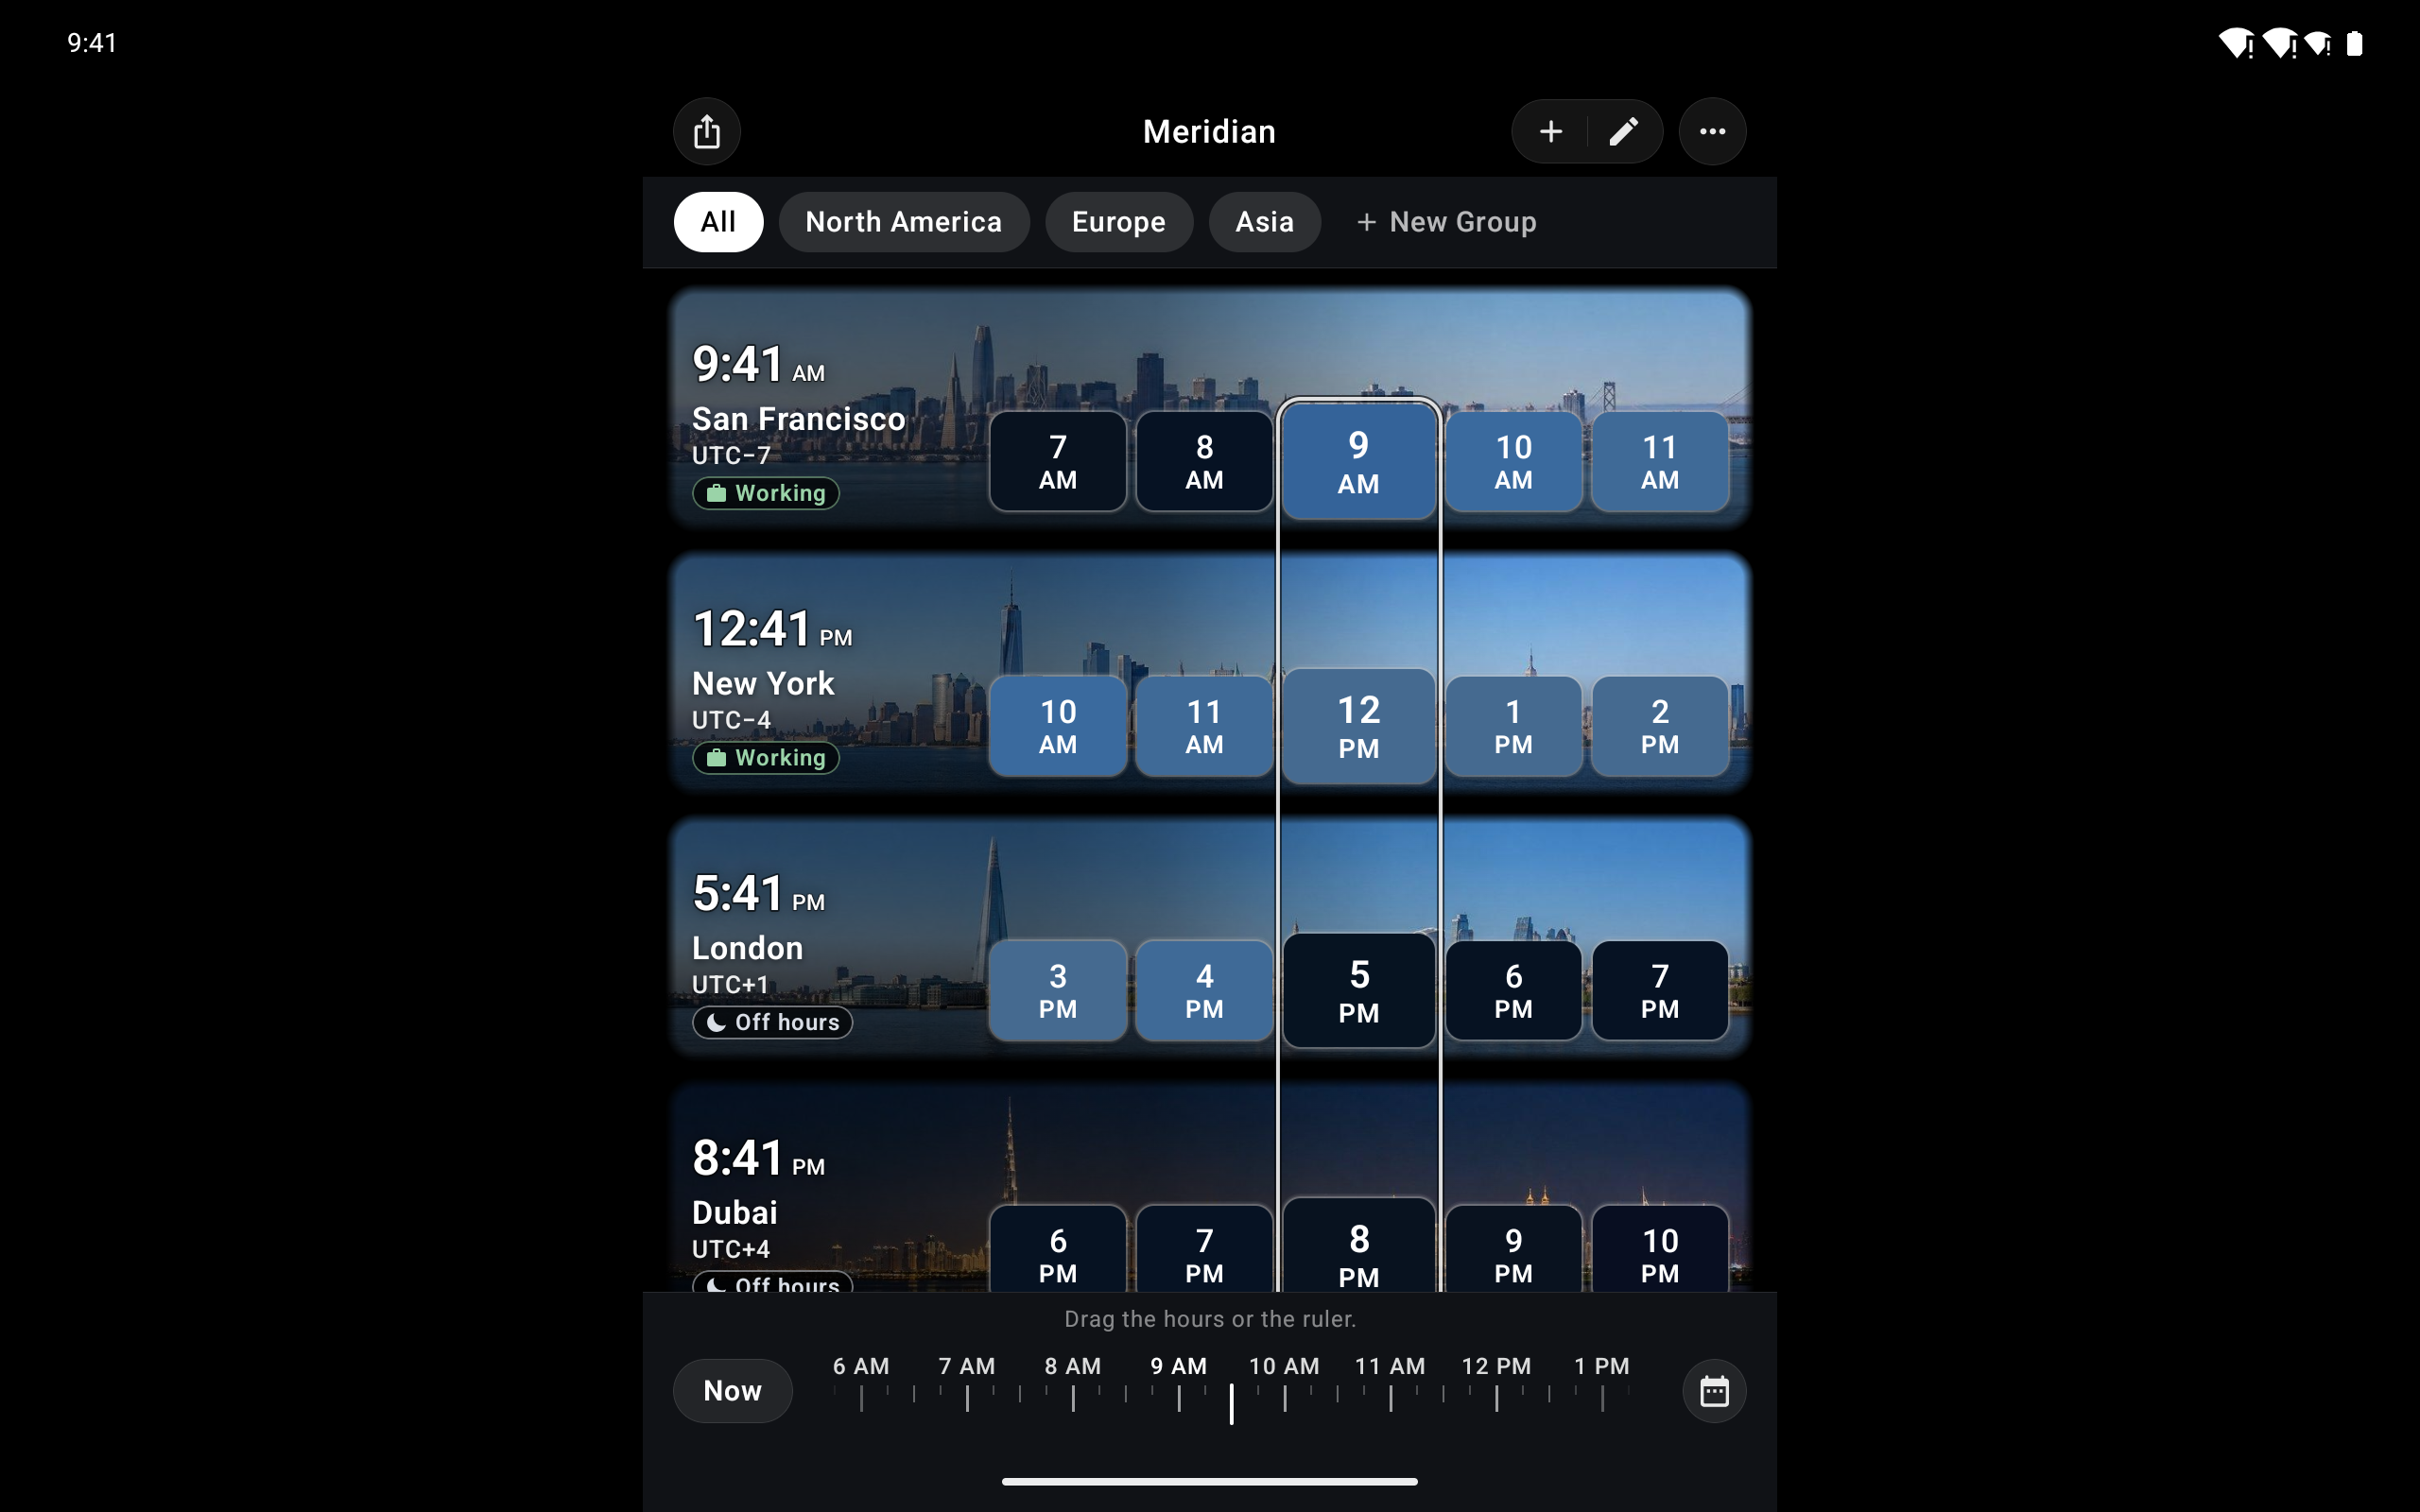 9:41
Meridian
All North America Europe Asia + New Group
9:41 AM
San Francisco
UTC−7
Working
7 AM 8 AM 9 AM 10 AM 11 AM
12:41 PM
New York
UTC−4
Working
10 AM 11 AM 12 PM 1 PM 2 PM
5:41 PM
London
UTC+1
Off hours
3 PM 4 PM 5 PM 6 PM 7 PM
8:41 PM
Dubai
UTC+4
Off hours
6 PM 7 PM 8 PM 9 PM 10 PM
Drag the hours or the ruler.
Now
6 AM 7 AM 8 AM 9 AM 10 AM 11 AM 12 PM 1 PM